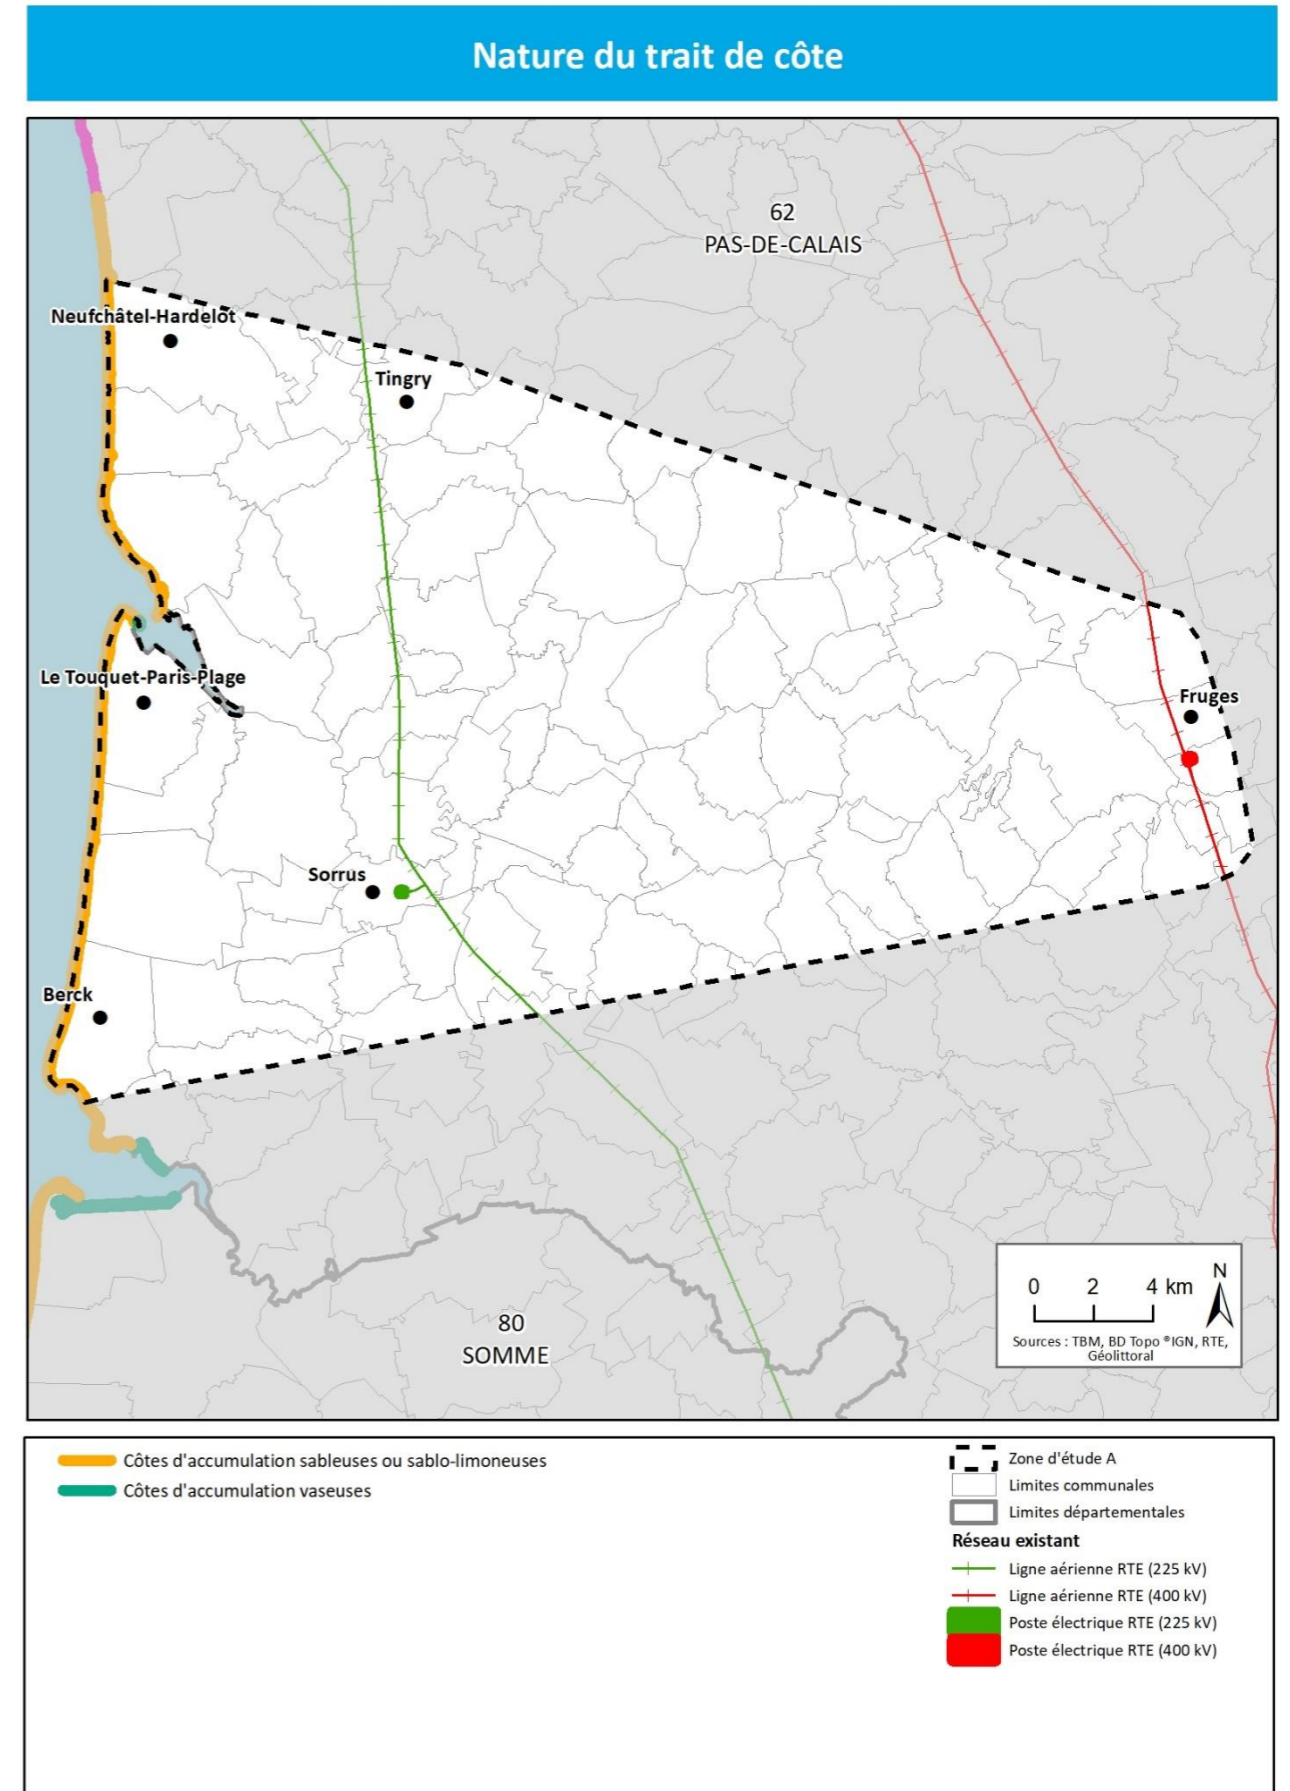 Nature du trait de côte
62
PAS-DE-CALAIS
Neufchâtel-Hardelot
Tingry
Le Touquet-Paris-Plage
Fruges
Sorrus
Berck
80
SOMME
0 2 4 km
N
Sources : TBM, BD Topo ®IGN, RTE,
Géolittoral
Côtes d'accumulation sableuses ou sablo-limoneuses
Côtes d'accumulation vaseuses
Zone d'étude A
Limites communales
Limites départementales
Réseau existant
Ligne aérienne RTE (225 kV)
Ligne aérienne RTE (400 kV)
Poste électrique RTE (225 kV)
Poste électrique RTE (400 kV)